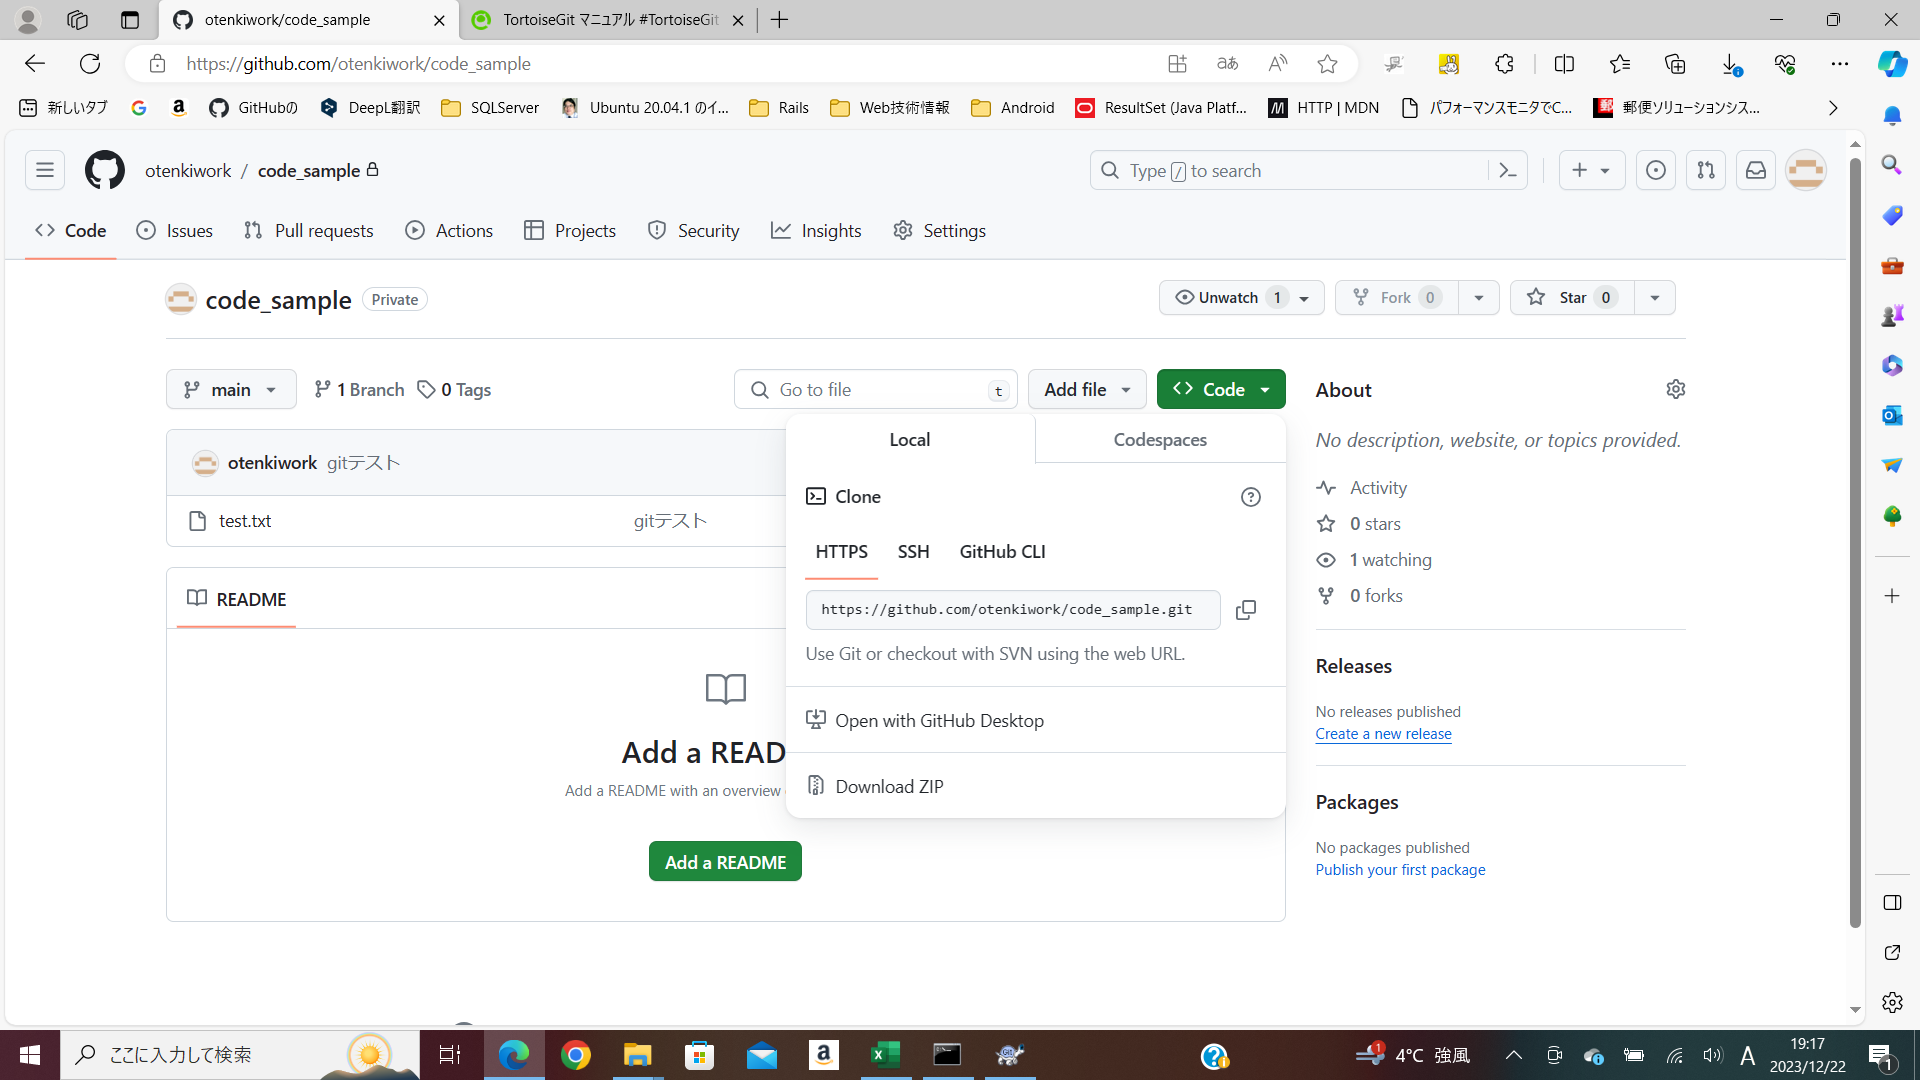 otenkiwork/code_sample
TortoiseGit マニュアル #TortoiseGit
https://github.com/otenkiwork/code_sample
新しいタブ
GitHubの
DeepL翻訳
SQLServer
Ubuntu 20.04.1 のイ...
Rails
Web技術情報
Android
ResultSet (Java Platf...
HTTP | MDN
パフォーマンスモニタでC...
郵便ソリューションシス...
otenkiwork / code_sample
Type / to search
Code
Issues
Pull requests
Actions
Projects
Security
Insights
Settings
code_sample Private
Unwatch 1
Fork 0
Star 0
main
1 Branch
0 Tags
Go to file t
Add file
Code
otenkiwork gitテスト
test.txt gitテスト
README
Add a READ
Add a README with an overview
Add a README
Local
Codespaces
Clone
HTTPS
SSH
GitHub CLI
https://github.com/otenkiwork/code_sample.git
Use Git or checkout with SVN using the web URL.
Open with GitHub Desktop
Download ZIP
About
No description, website, or topics provided.
Activity
0 stars
1 watching
0 forks
Releases
No releases published
Create a new release
Packages
No packages published
Publish your first package
ここに入力して検索
1
4°C 強風
A
19:17
2023/12/22
1